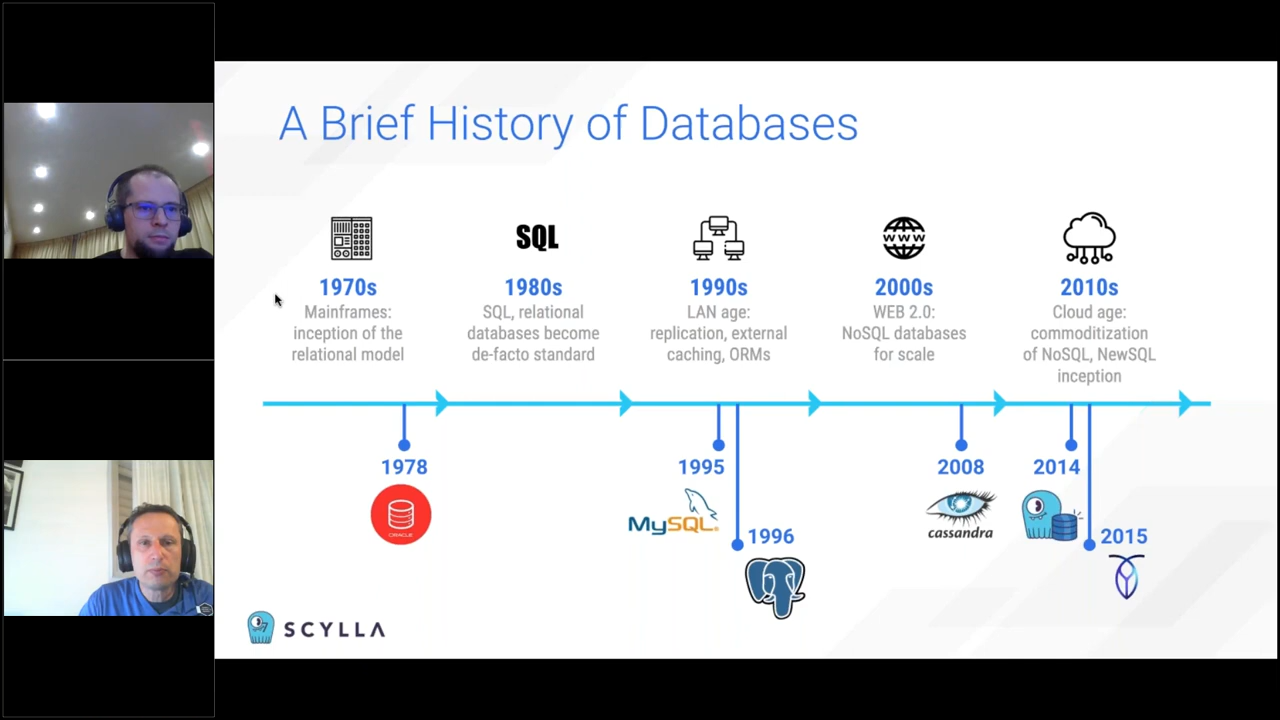 A Brief History of Databases
SQL
WWW
1970s
Mainframes:
inception of the
relational model
1980s
SQL, relational
databases become
de-facto standard
1990s
LAN age:
replication, external
caching, ORMs
2000s
WEB 2.0:
NoSQL databases
for scale
2010s
Cloud age:
commoditization
of NoSQL, NewSQL
inception
1978
ORACLE
1995
MySQL®
1996
2008
cassandra
2014
2015
SCYLLA